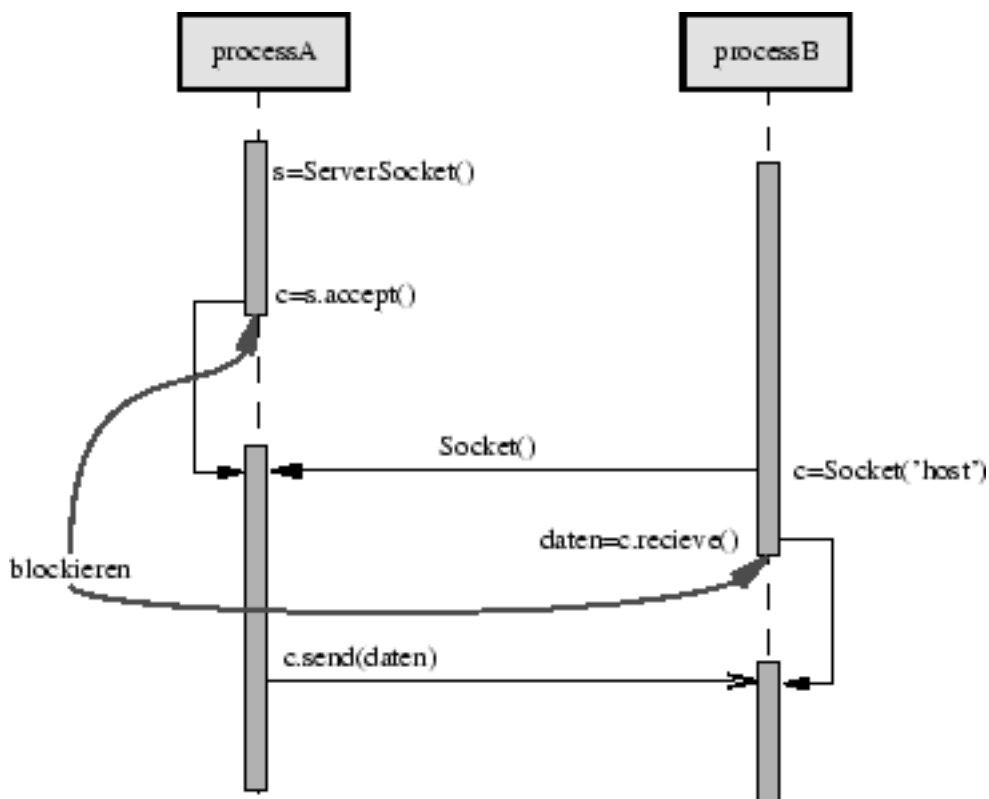 processA
processB
s=ServerSocket()
c=s.accept()
Socket()
c=Socket("host")
daten=c.recieve()
blockieren
c.send(daten)